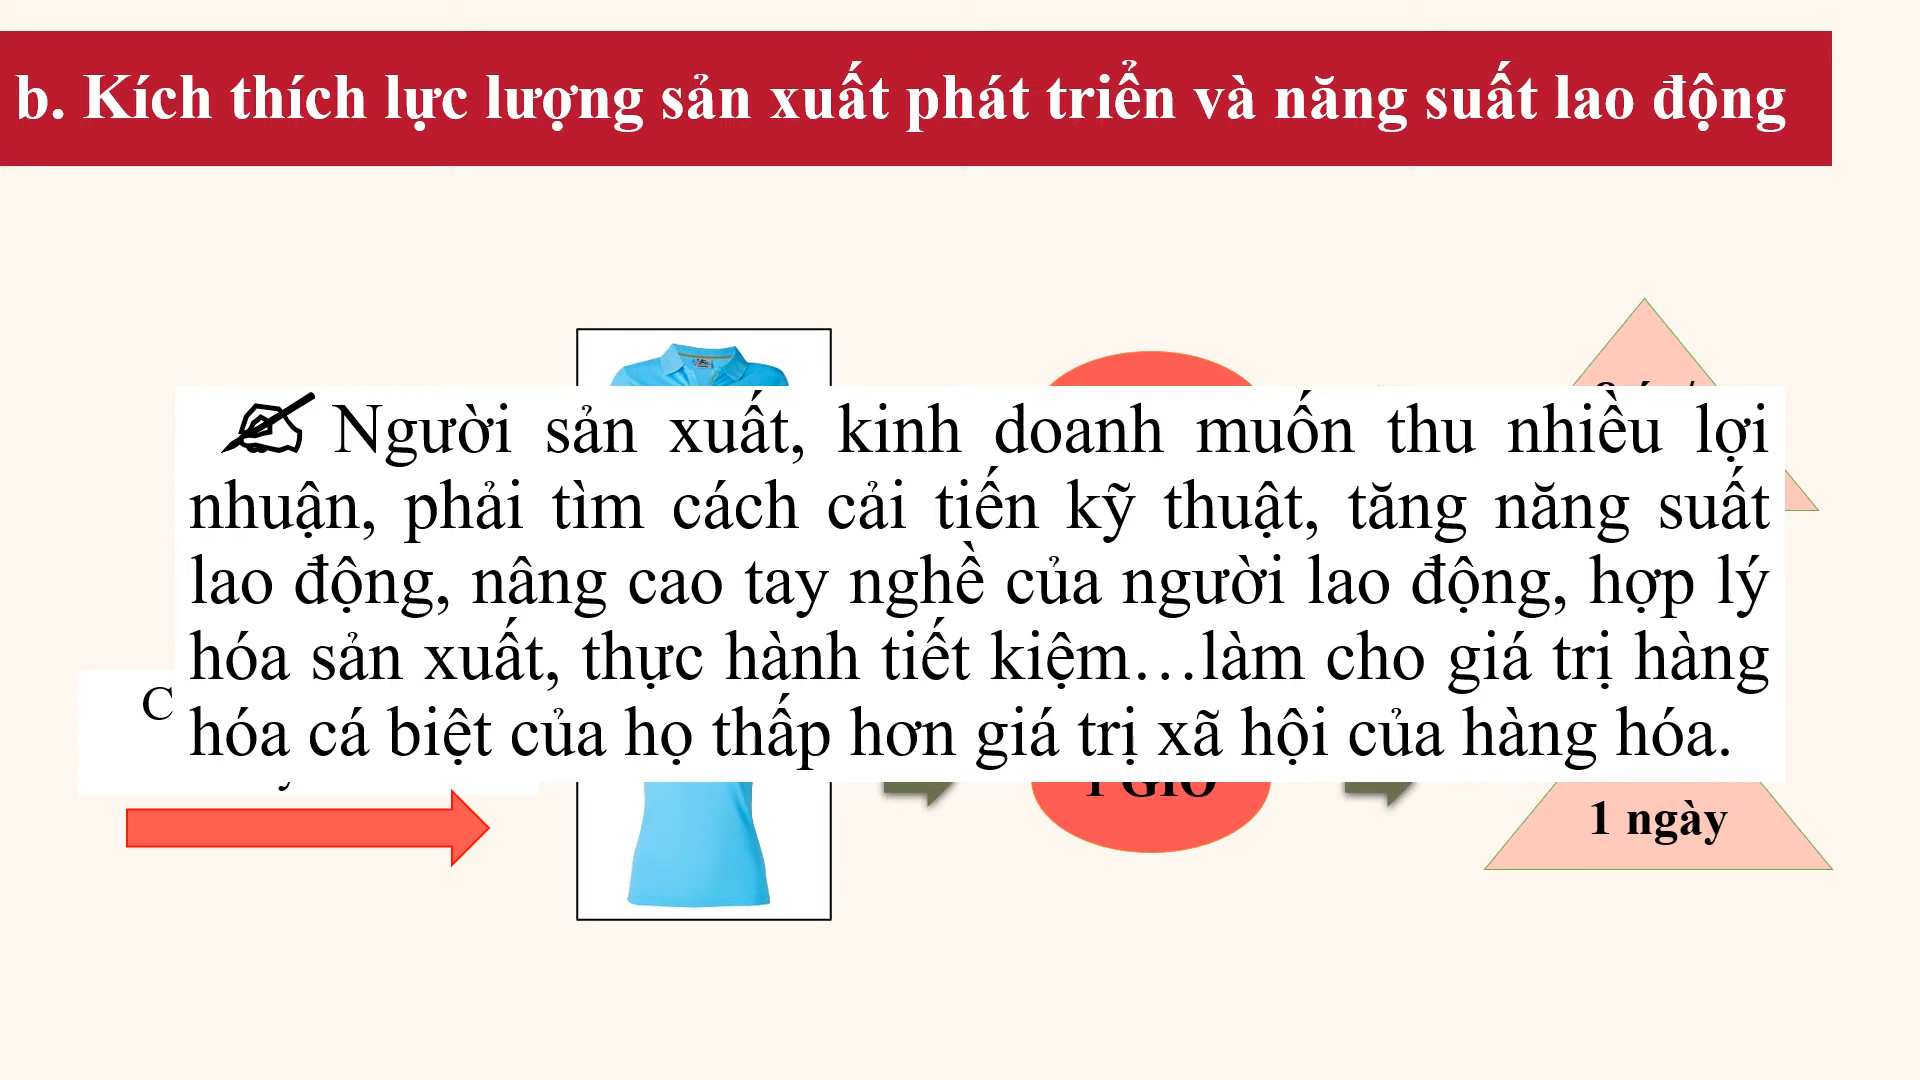 b. Kích thích lực lượng sản xuất phát triển và năng suất lao động
Người sản xuất, kinh doanh muốn thu nhiều lợi
nhuận, phải tìm cách cải tiến kỹ thuật, tăng năng suất
lao động, nâng cao tay nghề của người lao động, hợp lý
hóa sản xuất, thực hành tiết kiệm…làm cho giá trị hàng
C
hóa cá biệt của họ thấp hơn giá trị xã hội của hàng hóa.
1 ngày